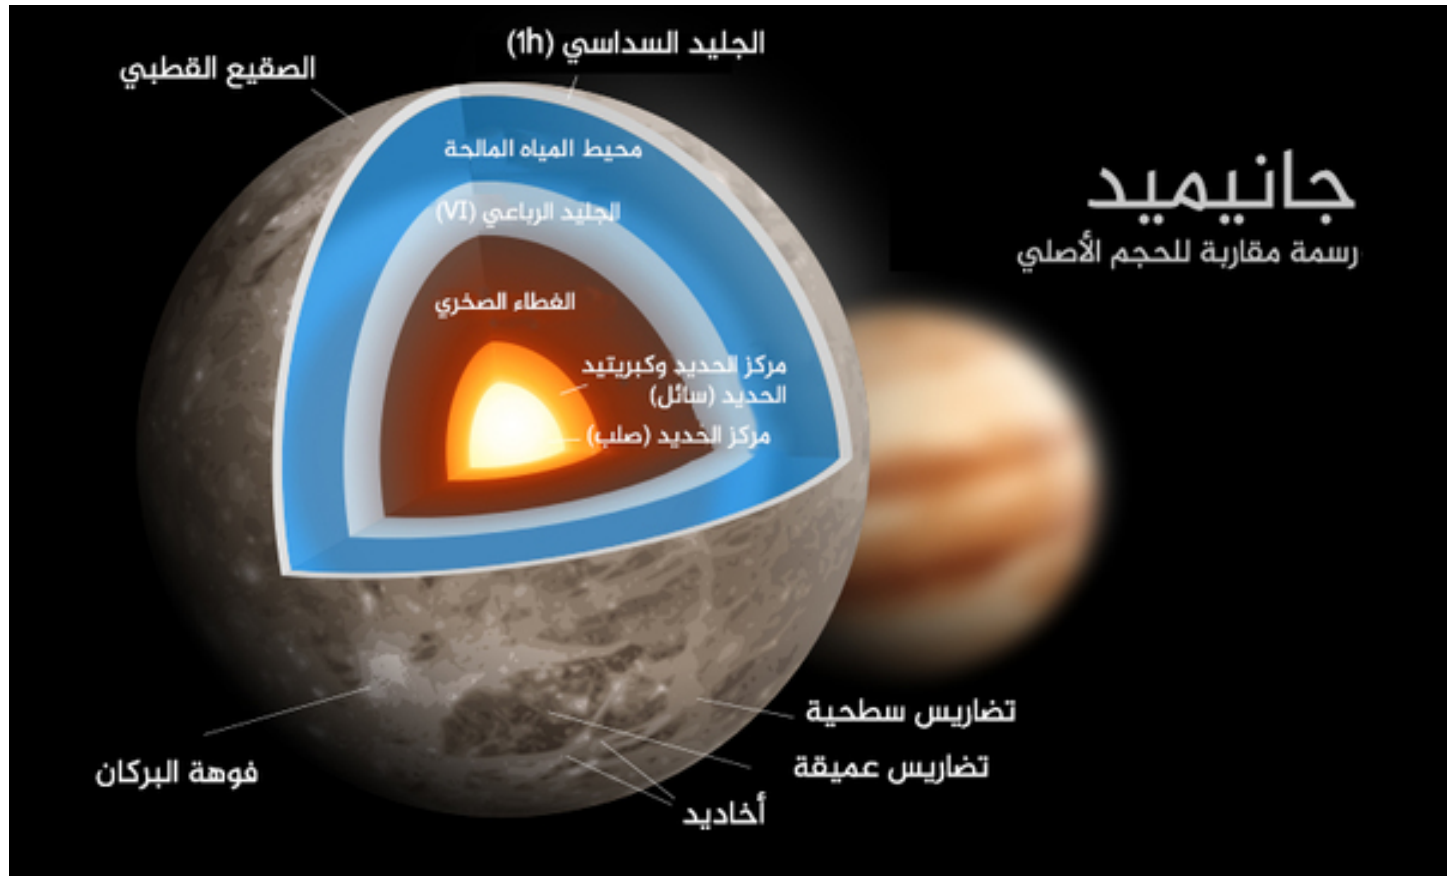 الجليد السداسي (1h)
الصقيع القطبي
محيط المياه المالحة
جانيميد
الجليد الرباعي (VI)
رسمة مقاربة للحجم الأصلي
الغطاء الصخري
مركز الحديد وكبريتيد
الحديد (سائل)
مركز الحديد (صلب)
تضاريس سطحية
تضاريس عميقة
فوهة البركان
أخاديد